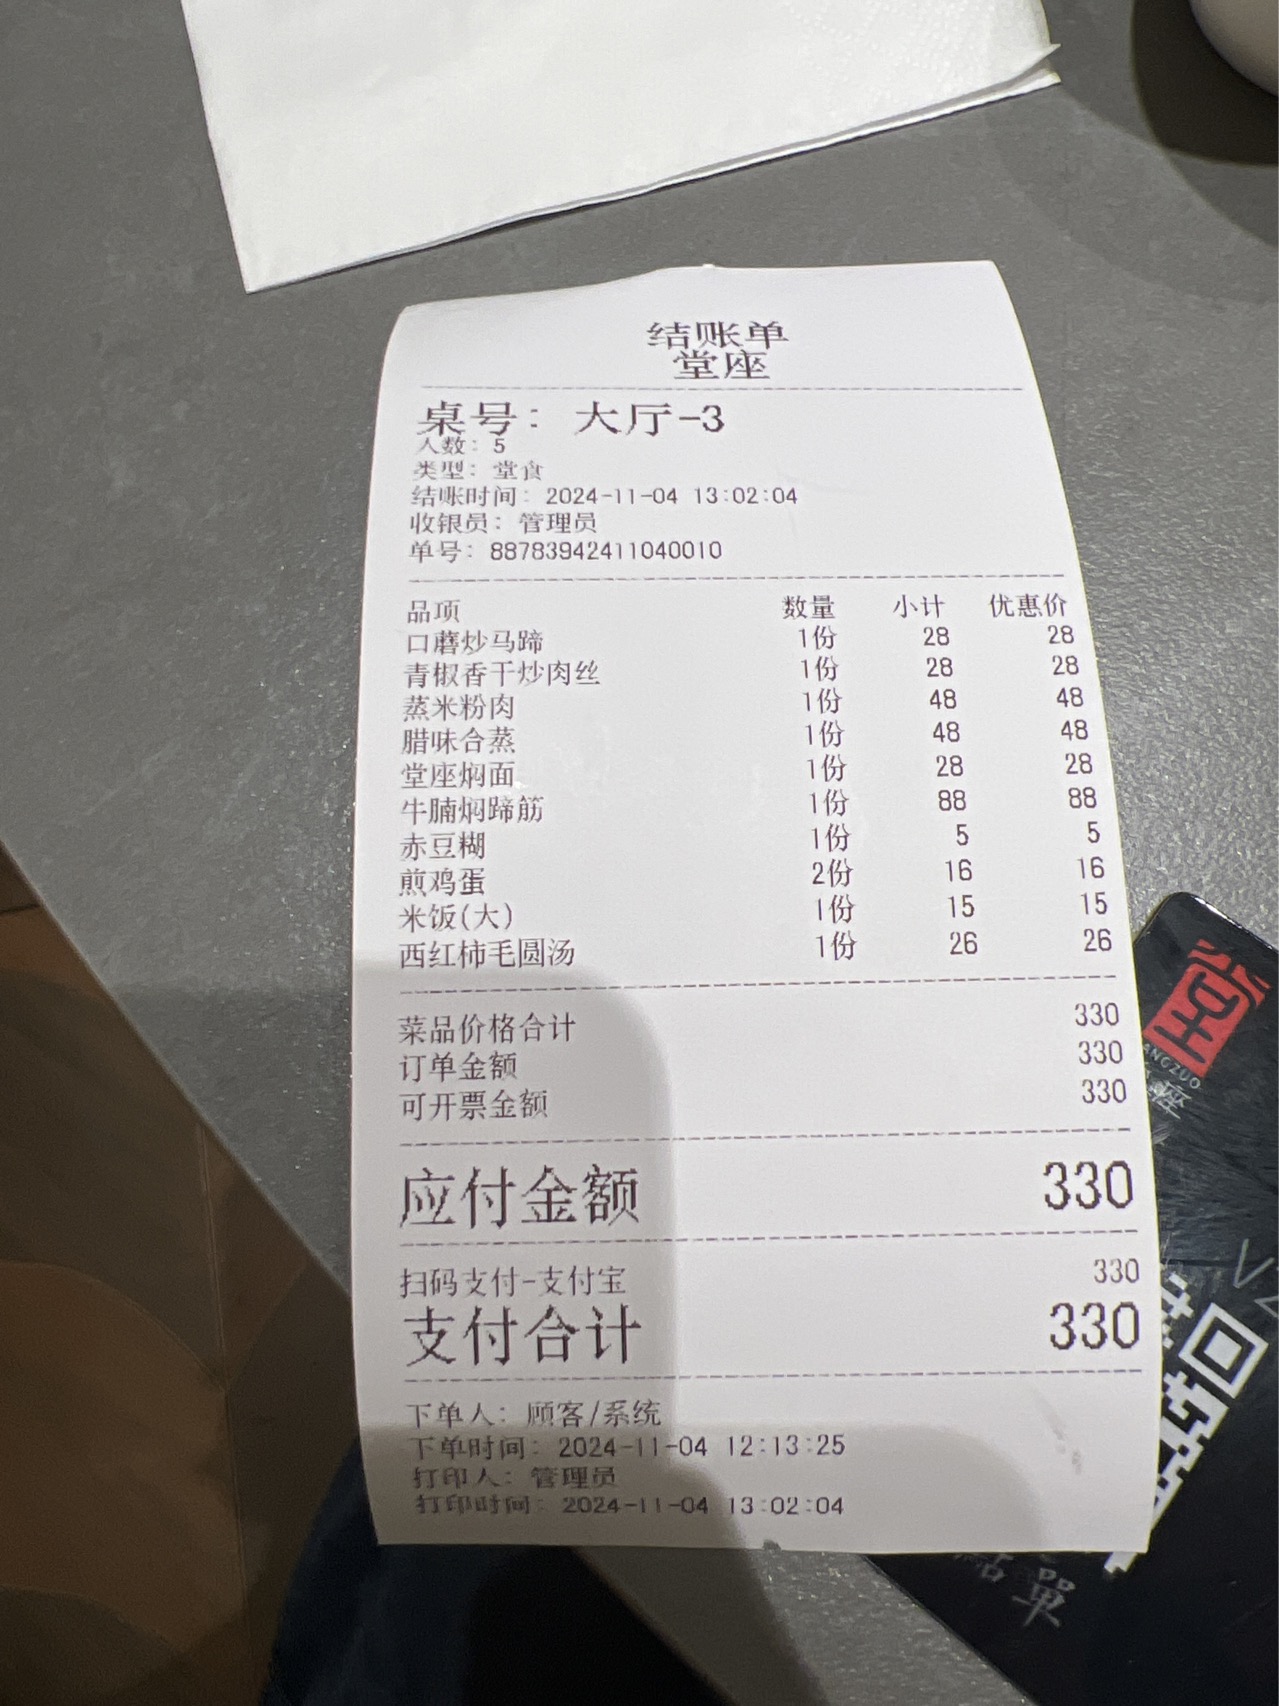 结账单
堂座
桌号： 大厅-3
人数： 5
类型： 堂食
结账时间： 2024-11-04 13:02:04
收银员： 管理员
单号： 887839424110400​10
品项 数量 小计 优惠价
口蘑炒马蹄 1份 28 28
青椒香干炒肉丝 1份 28 28
蒸米粉肉 1份 48 48
腊味合蒸 1份 48 48
堂座焖面 1份 28 28
牛腩焖蹄筋 1份 88 88
赤豆糊 1份 5 5
煎鸡蛋 2份 16 16
米饭(大) 1份 15 15
西红柿毛圆汤 1份 26 26
菜品价格合计 330
订单金额 330
可开票金额 330
应付金额 330
扫码支付-支付宝 330
支付合计 330
下单人： 顾客/系统
下单时间： 2024-11-04 12:13:25
打印人： 管理员
打印时间： 2024-11-04 13:02:04
堂
ANGZUO
座
單